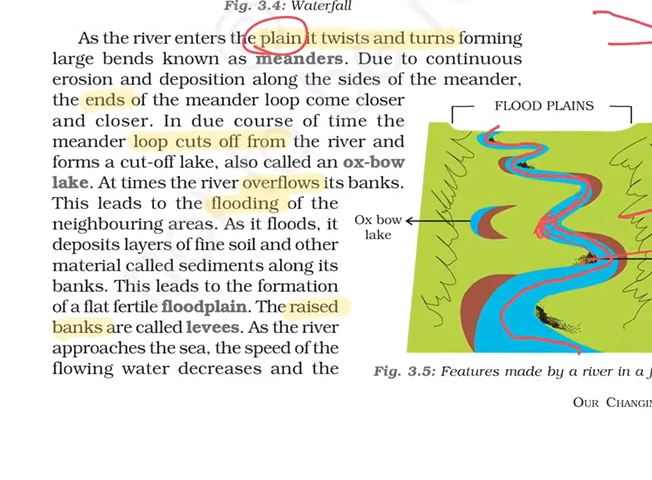 Fig. 3.4: Waterfall
As the river enters the plain it twists and turns forming
large bends known as meanders. Due to continuous
erosion and deposition along the sides of the meander,
the ends of the meander loop come closer
and closer. In due course of time the
meander loop cuts off from the river and
forms a cut-off lake, also called an ox-bow
lake. At times the river overflows its banks.
This leads to the flooding of the
neighbouring areas. As it floods, it
deposits layers of fine soil and other
material called sediments along its
banks. This leads to the formation
of a flat fertile floodplain. The raised
banks are called levees. As the river
approaches the sea, the speed of the
flowing water decreases and the
FLOOD PLAINS
Ox bow
lake
Fig. 3.5: Features made by a river in a f
OUR CHANGIN